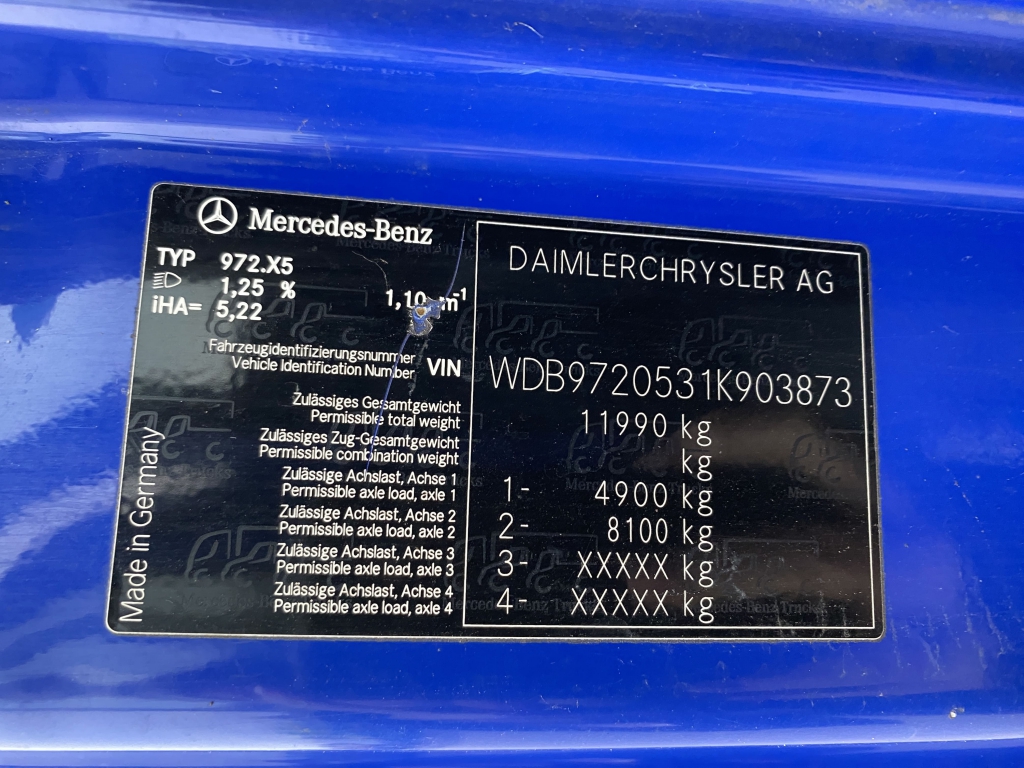 Mercedes-Benz
TYP 972.X5
1,25 % 1,10 m-1
iHA= 5,22
DAIMLERCHRYSLER AG
Fahrzeugidentifizierungsnummer
Vehicle Identification Number VIN WDB9720531K903873
Zulässiges Gesamtgewicht
Permissible total weight 11990 kg
Zulässiges Zug-Gesamtgewicht
Permissible combination weight kg
Zulässige Achslast, Achse 1
Permissible axle load, axle 1 1- 4900 kg
Zulässige Achslast, Achse 2
Permissible axle load, axle 2 2- 8100 kg
Zulässige Achslast, Achse 3
Permissible axle load, axle 3 3- XXXXX kg
Zulässige Achslast, Achse 4
Permissible axle load, axle 4 4- XXXXX kg
Made in Germany